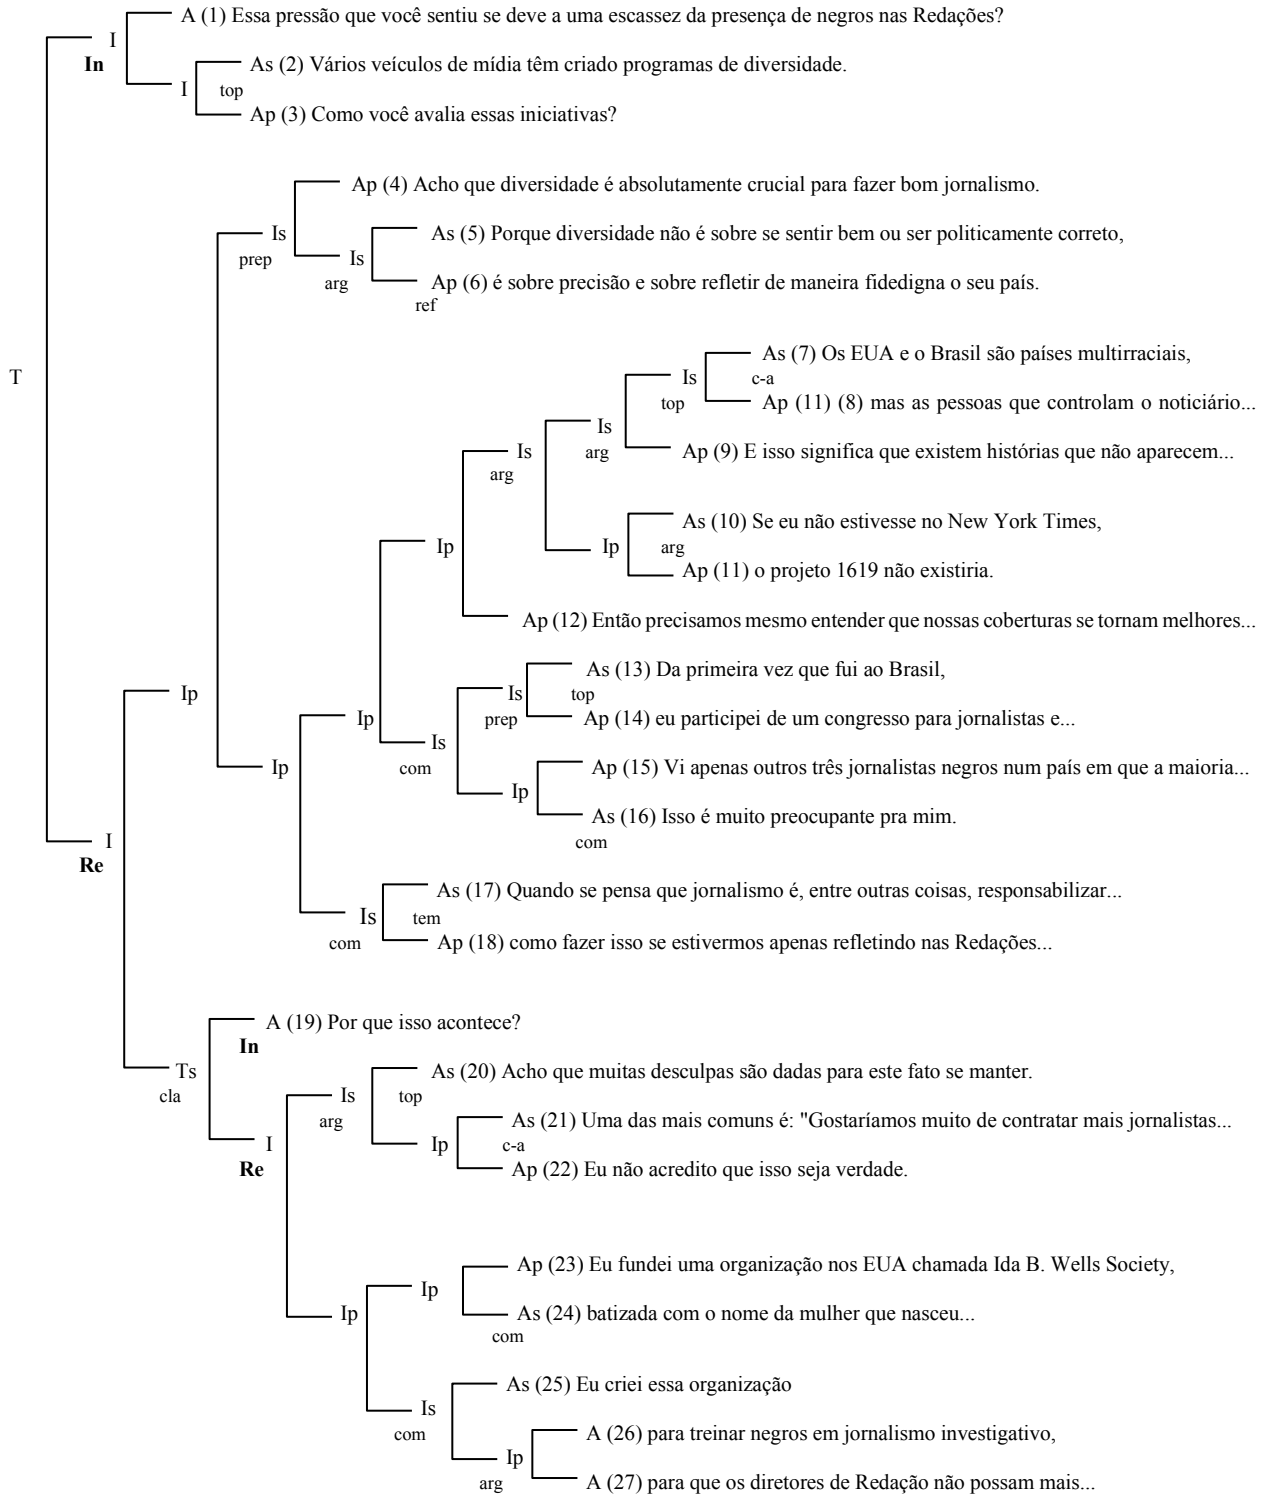 A (1) Essa pressão que você sentiu se deve a uma escassez da presença de negros nas Redações?
I
In
As (2) Vários veículos de mídia têm criado programas de diversidade.
I
top
Ap (3) Como você avalia essas iniciativas?
Ap (4) Acho que diversidade é absolutamente crucial para fazer bom jornalismo.
Is
prep
As (5) Porque diversidade não é sobre se sentir bem ou ser politicamente correto,
Is
arg
Ap (6) é sobre precisão e sobre refletir de maneira fidedigna o seu país.
ref
As (7) Os EUA e o Brasil são países multirraciais,
T
Is
top
c-a
Ap (11) (8) mas as pessoas que controlam o noticiário...
Is
arg
Ap (9) E isso significa que existem histórias que não aparecem...
Is
arg
As (10) Se eu não estivesse no New York Times,
Ip
Ip
arg
Ap (11) o projeto 1619 não existiria.
Ap (12) Então precisamos mesmo entender que nossas coberturas se tornam melhores...
As (13) Da primeira vez que fui ao Brasil,
Ip
Is
prep
top
Ap (14) eu participei de um congresso para jornalistas e...
Ip
Is
com
Ap (15) Vi apenas outros três jornalistas negros num país em que a maioria...
Ip
Ip
As (16) Isso é muito preocupante pra mim.
com
I
Re
As (17) Quando se pensa que jornalismo é, entre outras coisas, responsabilizar...
Is
com
tem
Ap (18) como fazer isso se estivermos apenas refletindo nas Redações...
A (19) Por que isso acontece?
In
Ts
cla
As (20) Acho que muitas desculpas são dadas para este fato se manter.
Is
arg
top
As (21) Uma das mais comuns é: "Gostaríamos muito de contratar mais jornalistas...
I
Re
Ip
c-a
Ap (22) Eu não acredito que isso seja verdade.
Ap (23) Eu fundei uma organização nos EUA chamada Ida B. Wells Society,
Ip
Ip
As (24) batizada com o nome da mulher que nasceu...
com
As (25) Eu criei essa organização
Is
com
A (26) para treinar negros em jornalismo investigativo,
Ip
arg
A (27) para que os diretores de Redação não possam mais...